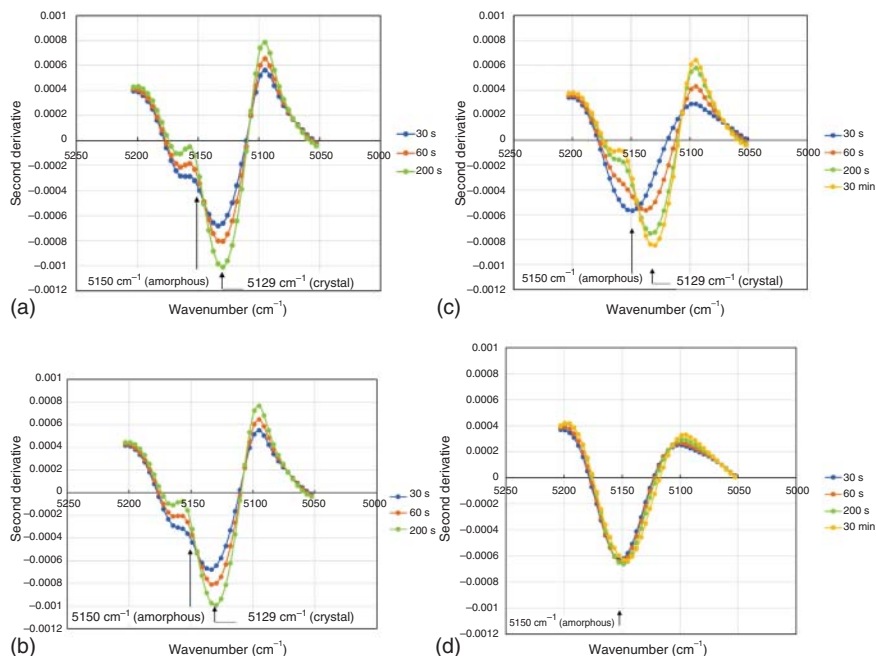 0.001
0.0008
0.0006
0.0004
0.0002
0
−0.0002
−0.0004
−0.0006
−0.0008
−0.001
−0.0012
5250
5200
5150
5100
5050
5000
Second derivative
30 s
60 s
200 s
5150 cm⁻¹ (amorphous)
5129 cm⁻¹ (crystal)
(a)
Wavenumber (cm⁻¹)
0.001
0.0008
0.0006
0.0004
0.0002
0
−0.0002
−0.0004
−0.0006
−0.0008
−0.001
−0.0012
5250
5200
5150
5100
5050
5000
Second derivative
30 s
60 s
200 s
30 min
5150 cm⁻¹ (amorphous)
5129 cm⁻¹ (crystal)
(c)
Wavenumber (cm⁻¹)
0.001
0.0008
0.0006
0.0004
0.0002
0
−0.0002
−0.0004
−0.0006
−0.0008
−0.001
−0.0012
5250
5200
5150
5100
5050
5000
Second derivative
30 s
60 s
200 s
5150 cm⁻¹ (amorphous)
5129 cm⁻¹ (crystal)
(b)
Wavenumber (cm⁻¹)
0.001
0.0008
0.0006
0.0004
0.0002
0
−0.0002
−0.0004
−0.0006
−0.0008
−0.001
−0.0012
5250
5200
5150
5100
5050
5000
Second derivative
30 s
60 s
200 s
30 min
5150 cm⁻¹ (amorphous)
(d)
Wavenumber (cm⁻¹)